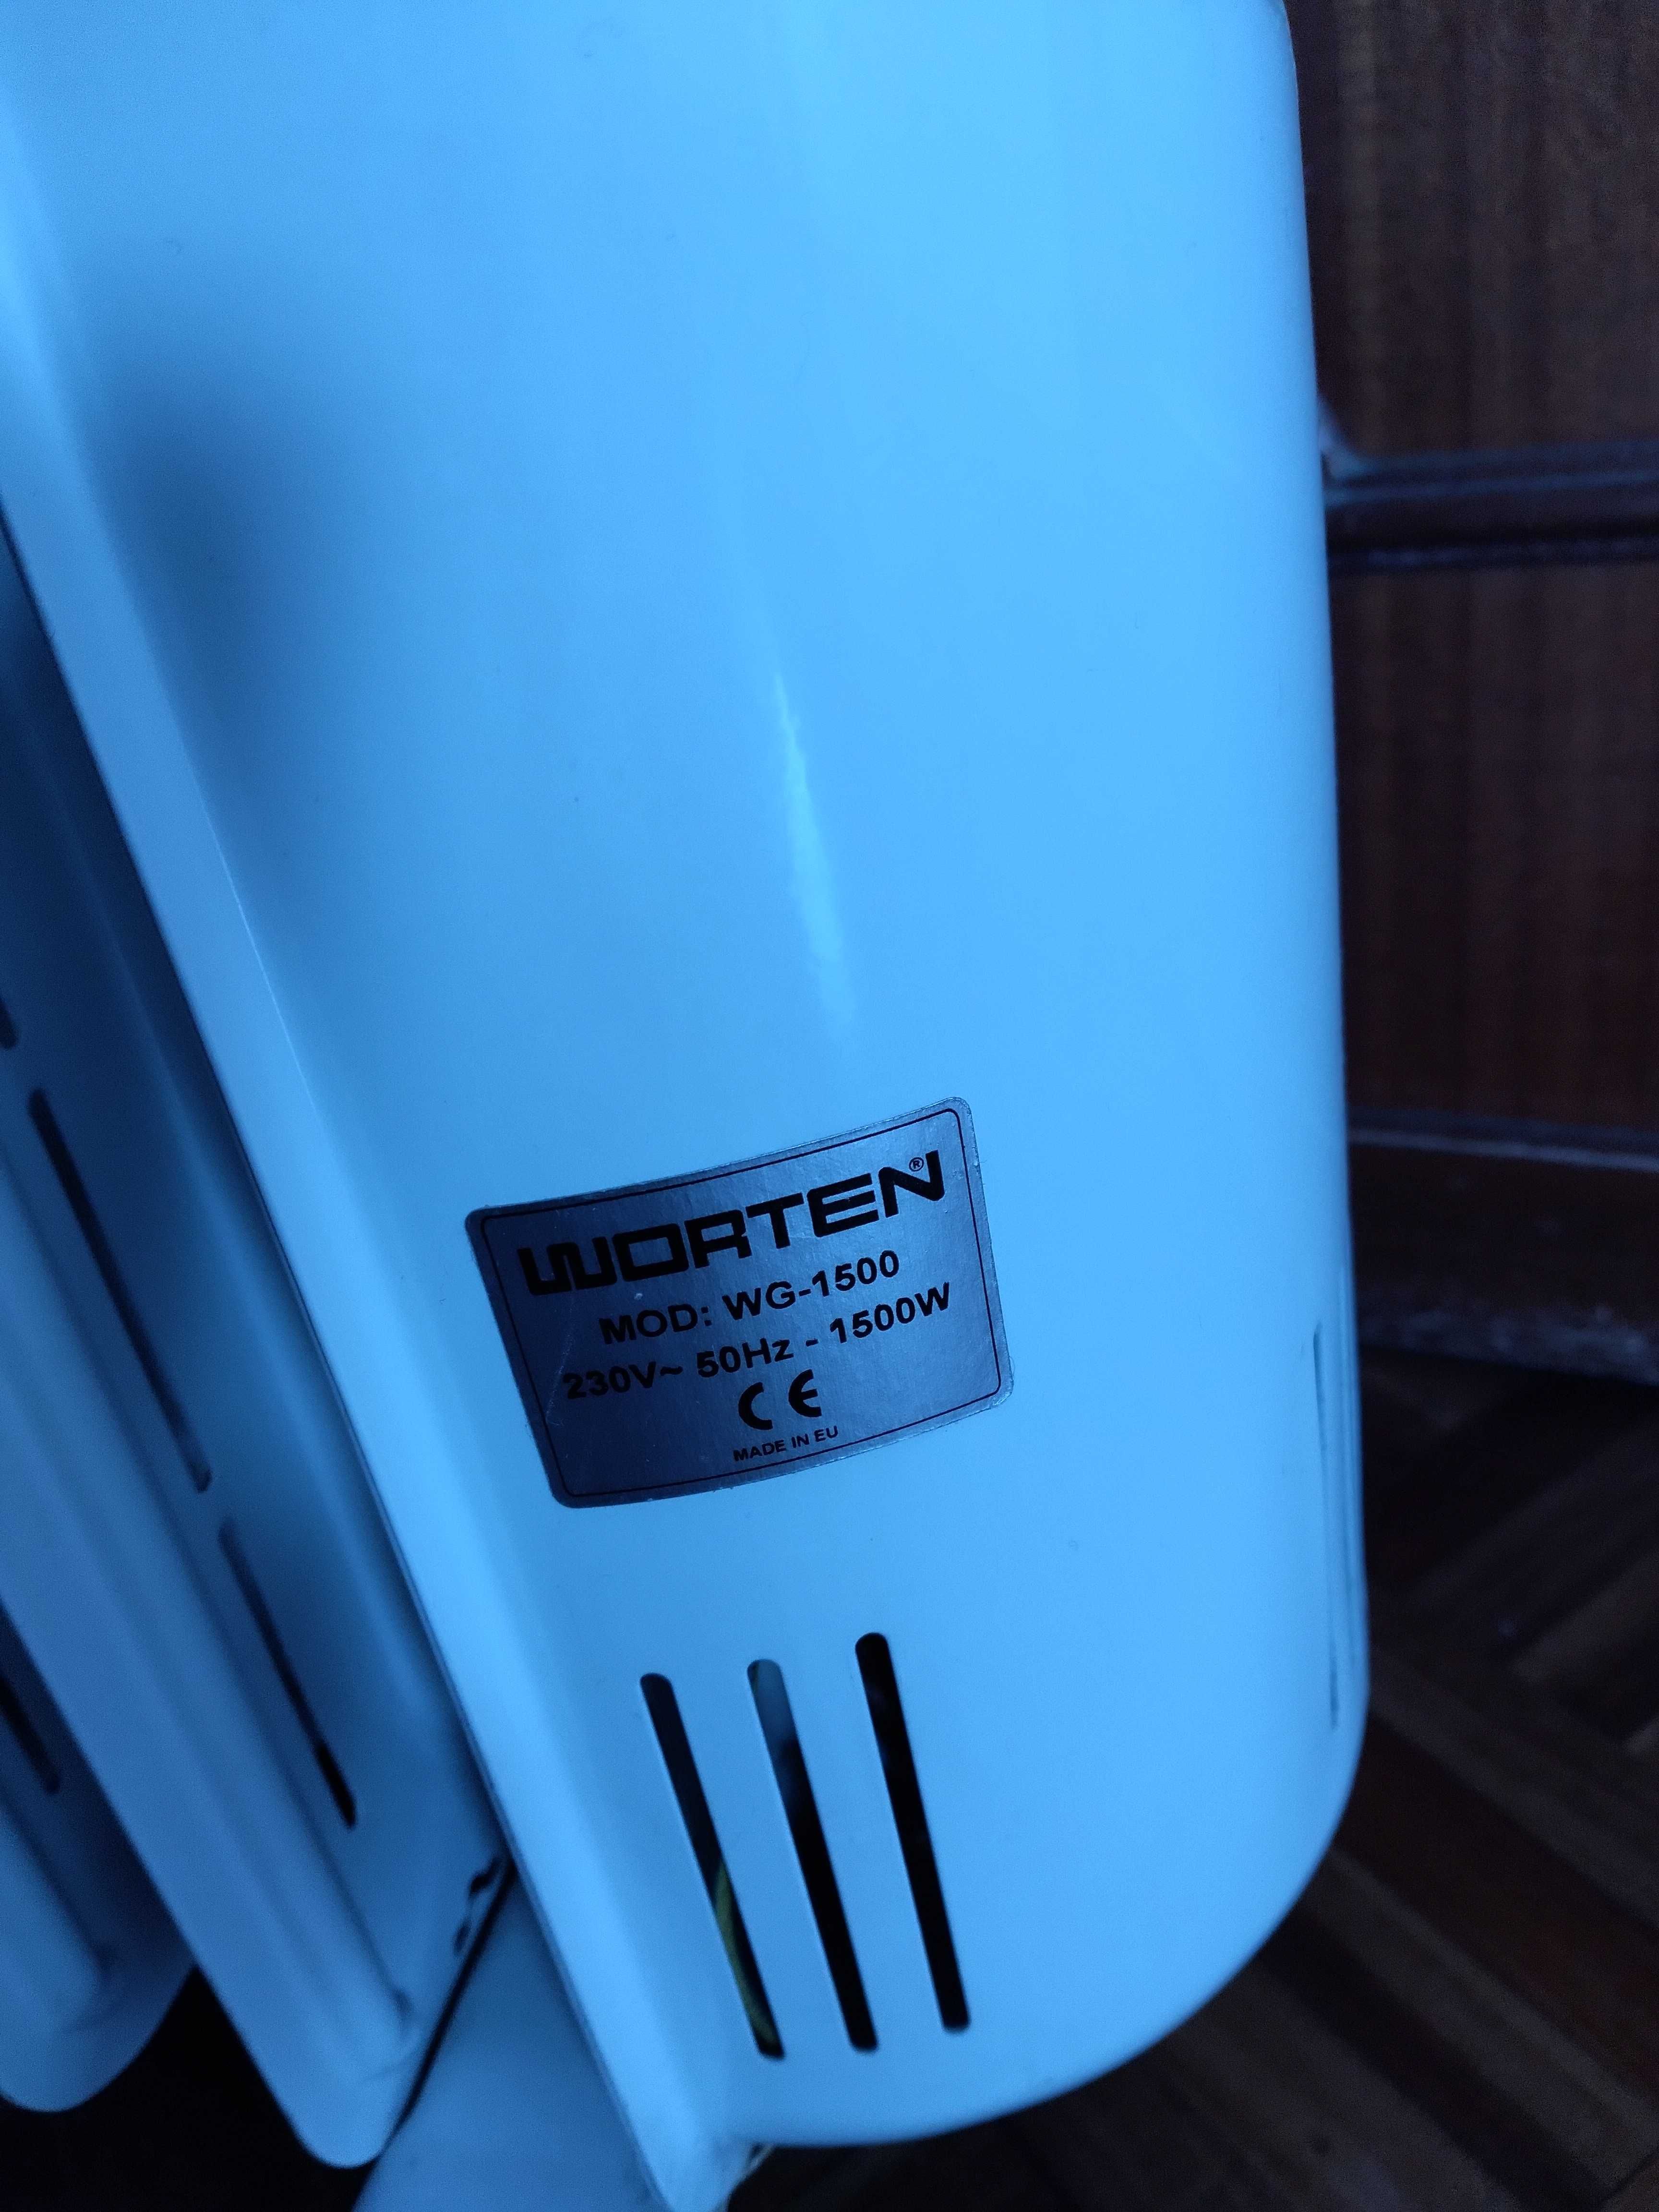 WORTEN®
MOD: WG-1500
230V~ 50Hz - 1500W
CE
MADE IN EU